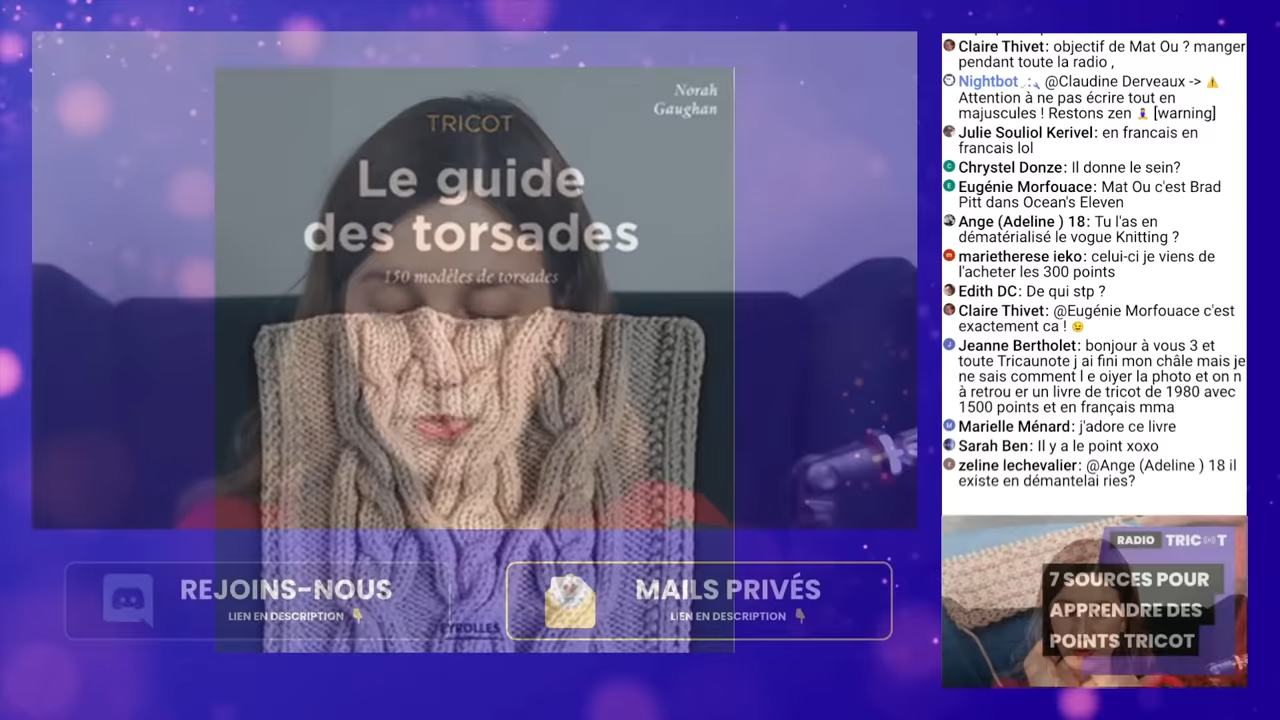 Norah
Gaughan
TRICOT
Le guide
des torsades
150 modèles de torsades
EYROLLES
REJOINS-NOUS
LIEN EN DESCRIPTION
MAILS PRIVÉS
LIEN EN DESCRIPTION
Claire Thivet: objectif de Mat Ou ? manger
pendant toute la radio ,
Nightbot : @Claudine Derveaux ->
Attention à ne pas écrire tout en
majuscules ! Restons zen [warning]
Julie Souliol Kerivel: en francais en
francais lol
Chrystel Donze: Il donne le sein?
Eugénie Morfouace: Mat Ou c'est Brad
Pitt dans Ocean's Eleven
Ange (Adeline ) 18: Tu l'as en
dématérialisé le vogue Knitting ?
marietherese ieko: celui-ci je viens de
l'acheter les 300 points
Edith DC: De qui stp ?
Claire Thivet: @Eugénie Morfouace c'est
exactement ca !
Jeanne Bertholet: bonjour à vous 3 et
toute Tricaunote j ai fini mon châle mais je
ne sais comment l e oiyer la photo et on n
à retrou er un livre de tricot de 1980 avec
1500 points et en français mma
Marielle Ménard: j'adore ce livre
Sarah Ben: Il y a le point xoxo
zeline lechevalier: @Ange (Adeline ) 18 il
existe en démantelai ries?
RADIO TRICOT
7 SOURCES POUR
APPRENDRE DES
POINTS TRICOT